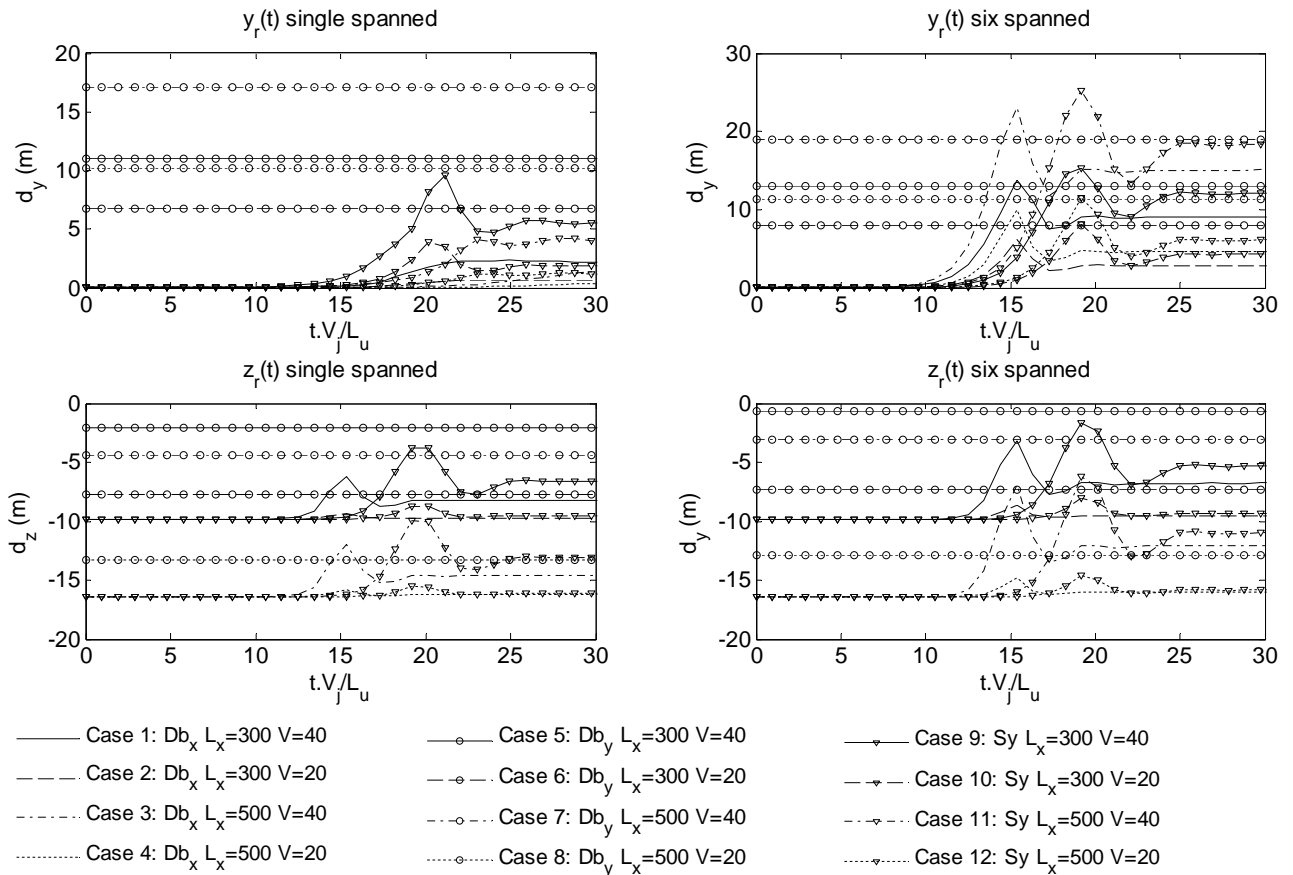 y_r(t) single spanned
20
15
10
5
0
d_y (m)
0 5 10 15 20 25 30
t.V_j/L_u
y_r(t) six spanned
30
20
10
0
d_y (m)
0 5 10 15 20 25 30
t.V_j/L_u
z_r(t) single spanned
0
-5
-10
-15
-20
d_z (m)
0 5 10 15 20 25 30
t.V_j/L_u
z_r(t) six spanned
0
-5
-10
-15
-20
d_y (m)
0 5 10 15 20 25 30
t.V_j/L_u
Case 1: Db_x L_x=300 V=40
Case 2: Db_x L_x=300 V=20
Case 3: Db_x L_x=500 V=40
Case 4: Db_x L_x=500 V=20
Case 5: Db_y L_x=300 V=40
Case 6: Db_y L_x=300 V=20
Case 7: Db_y L_x=500 V=40
Case 8: Db_y L_x=500 V=20
Case 9: Sy L_x=300 V=40
Case 10: Sy L_x=300 V=20
Case 11: Sy L_x=500 V=40
Case 12: Sy L_x=500 V=20